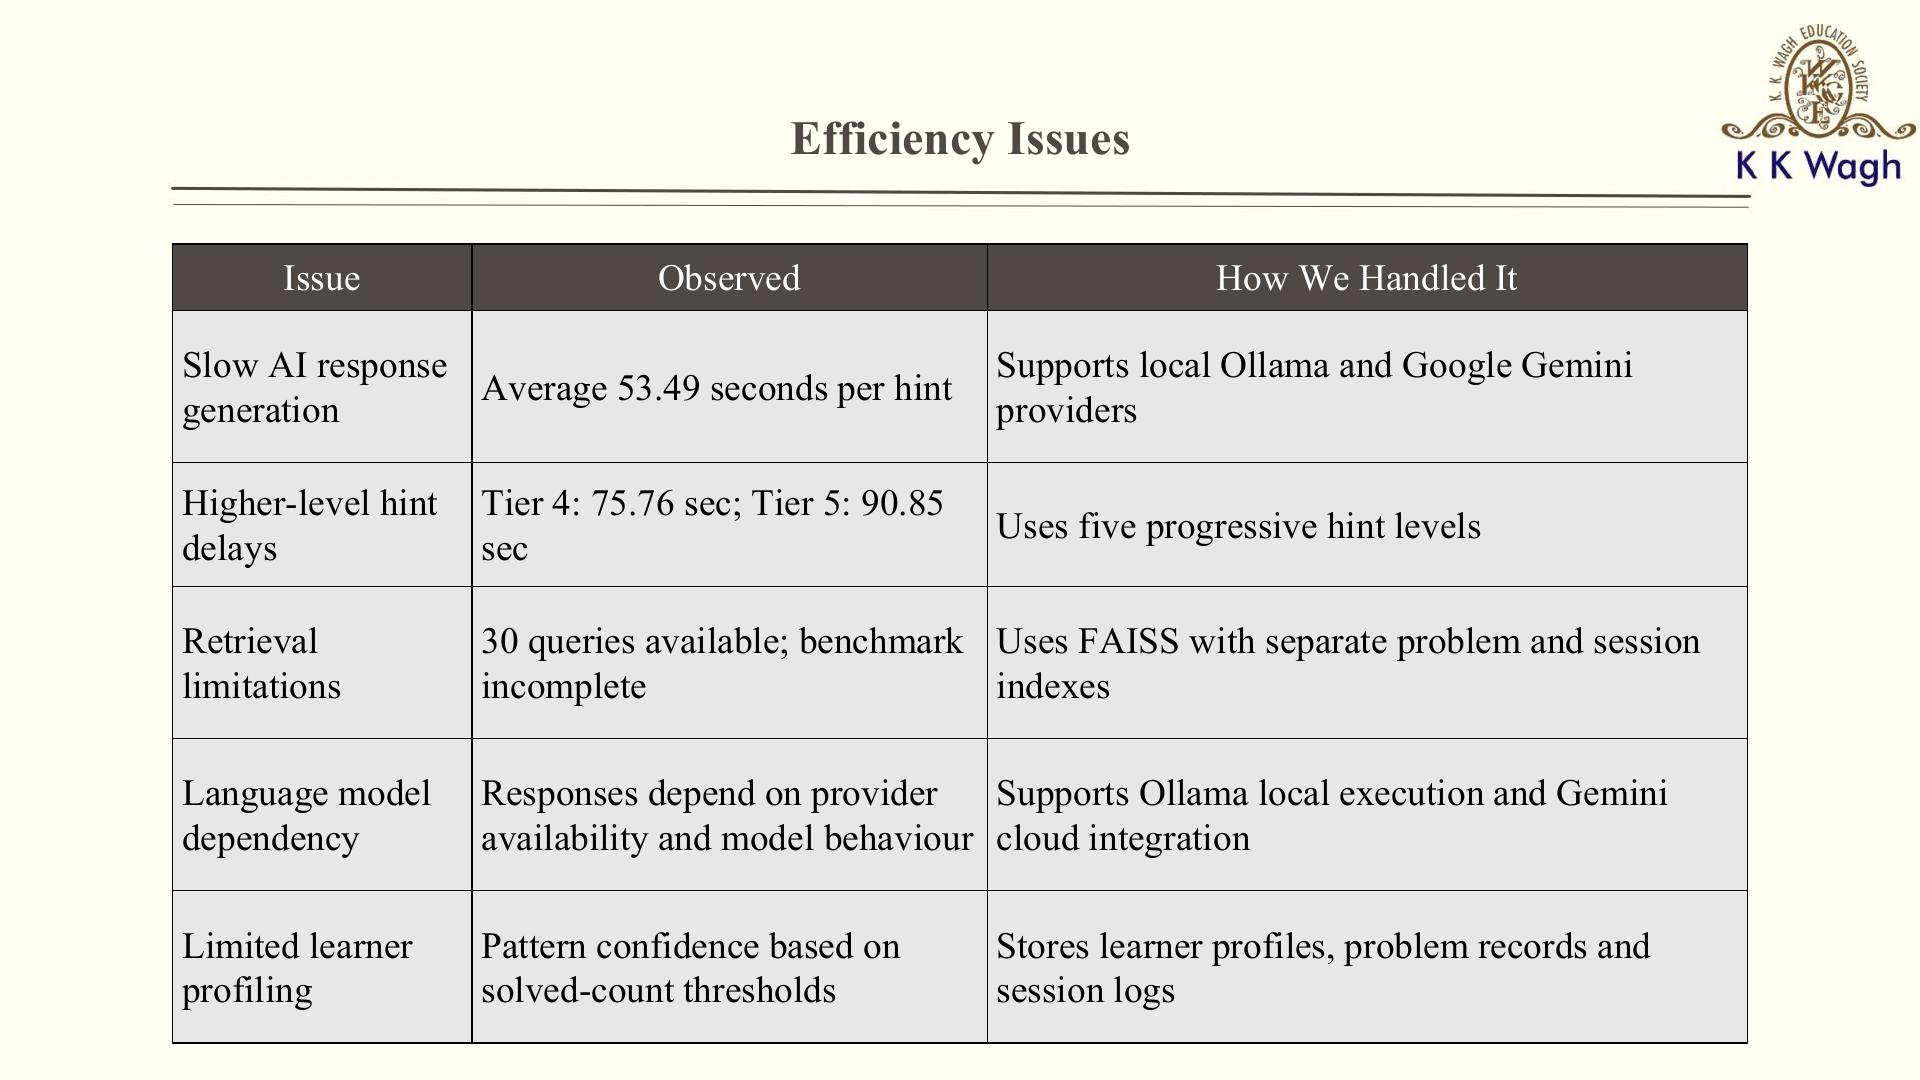 K. K. WAGH EDUCATION SOCIETY
K K Wagh
Efficiency Issues
Issue
Observed
How We Handled It
Slow AI response
generation
Average 53.49 seconds per hint
Supports local Ollama and Google Gemini
providers
Higher-level hint
delays
Tier 4: 75.76 sec; Tier 5: 90.85
sec
Uses five progressive hint levels
Retrieval
limitations
30 queries available; benchmark
incomplete
Uses FAISS with separate problem and session
indexes
Language model
dependency
Responses depend on provider
availability and model behaviour
Supports Ollama local execution and Gemini
cloud integration
Limited learner
profiling
Pattern confidence based on
solved-count thresholds
Stores learner profiles, problem records and
session logs